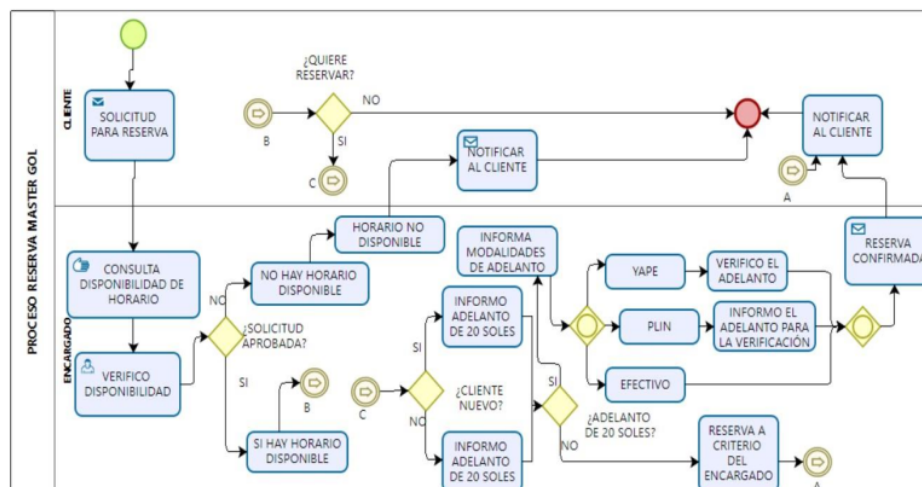 PROCESO RESERVA MASTER GOL
CLIENTE
SOLICITUD
PARA RESERVA
¿QUIERE
RESERVAR?
NO
SI
B
C
NOTIFICAR
AL CLIENTE
NOTIFICAR
AL CLIENTE
A
ENCARGADO
CONSULTA
DISPONIBILIDAD DE
HORARIO
VERIFICO
DISPONIBILIDAD
NO
¿SOLICITUD
APROBADA?
SI
NO HAY HORARIO
DISPONIBLE
HORARIO NO
DISPONIBLE
B
SI HAY HORARIO
DISPONIBLE
C
SI
¿CLIENTE
NUEVO?
NO
INFORMO
ADELANTO
DE 20 SOLES
INFORMO
ADELANTO
DE 20 SOLES
SI
¿ADELANTO
DE 20 SOLES?
NO
INFORMA
MODALIDADES
DE ADELANTO
YAPE
VERIFICO EL
ADELANTO
PLIN
INFORMO EL
ADELANTO PARA
LA VERIFICACIÓN
EFECTIVO
RESERVA
CONFIRMADA
RESERVA A
CRITERIO
DEL
ENCARGADO
A